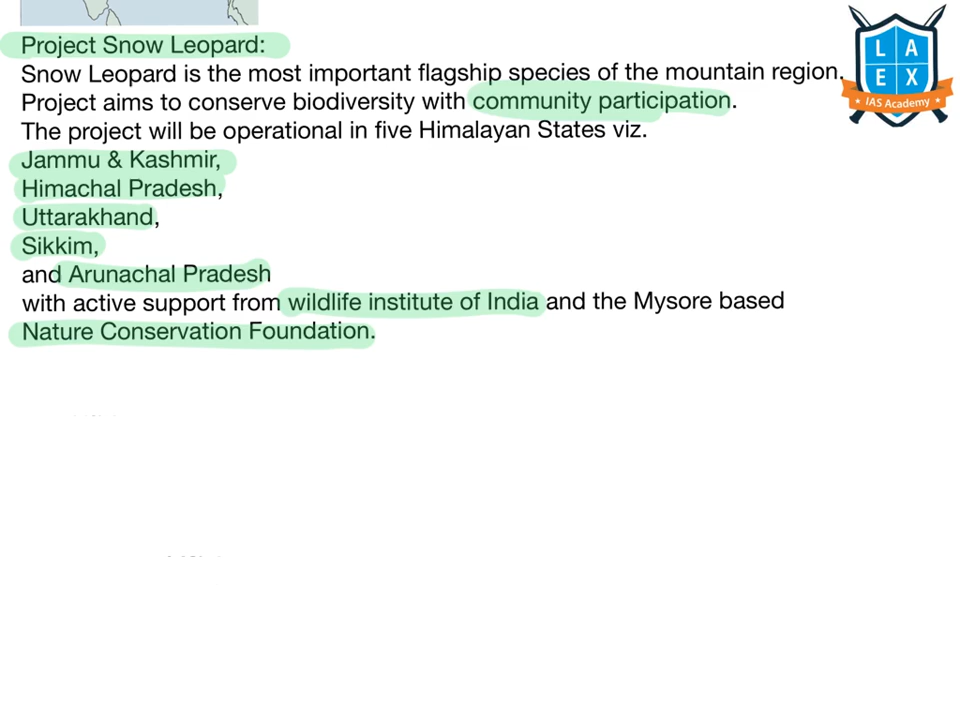 Project Snow Leopard:
Snow Leopard is the most important flagship species of the mountain region.
Project aims to conserve biodiversity with community participation.
The project will be operational in five Himalayan States viz.
Jammu & Kashmir,
Himachal Pradesh,
Uttarakhand,
Sikkim,
and Arunachal Pradesh
with active support from wildlife institute of India and the Mysore based
Nature Conservation Foundation.
L A
E X
IAS Academy